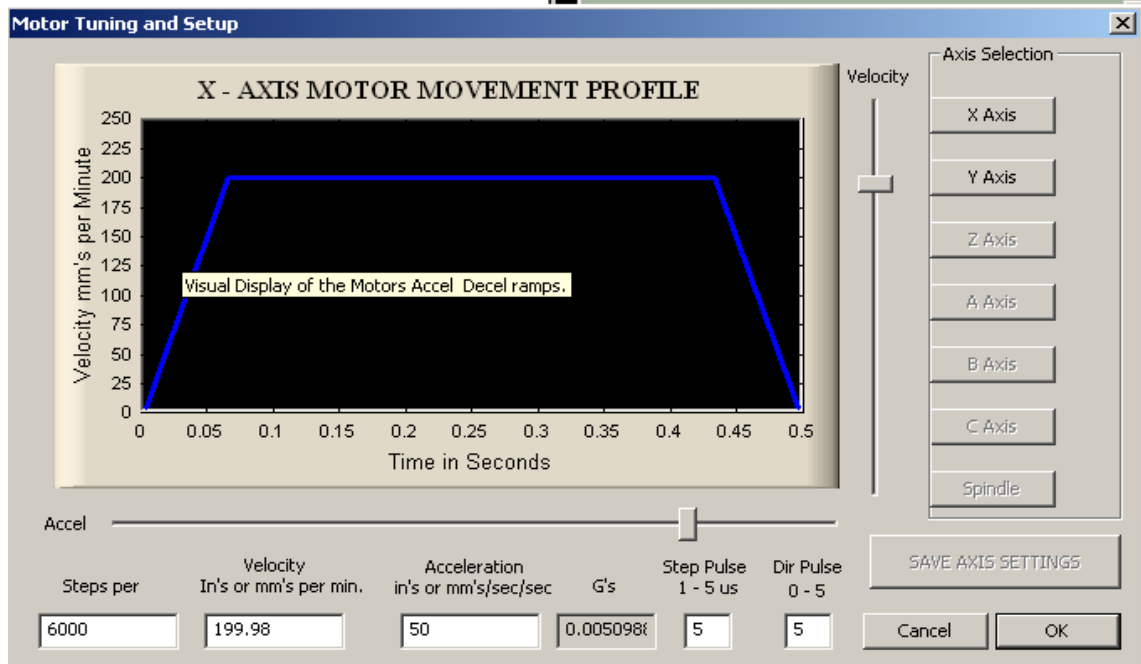 Motor Tuning and Setup
X - AXIS MOTOR MOVEMENT PROFILE
Velocity mm's per Minute
250
225
200
175
150
125
100
75
50
25
0
Visual Display of the Motors Accel Decel ramps.
0 0.05 0.1 0.15 0.2 0.25 0.3 0.35 0.4 0.45 0.5
Time in Seconds
Velocity
Axis Selection
X Axis
Y Axis
Z Axis
A Axis
B Axis
C Axis
Spindle
Accel
Steps per
6000
Velocity
In's or mm's per min.
199.98
Acceleration
in's or mm's/sec/sec
50
G's
0.005098
Step Pulse
1 - 5 us
5
Dir Pulse
0 - 5
5
SAVE AXIS SETTINGS
Cancel
OK